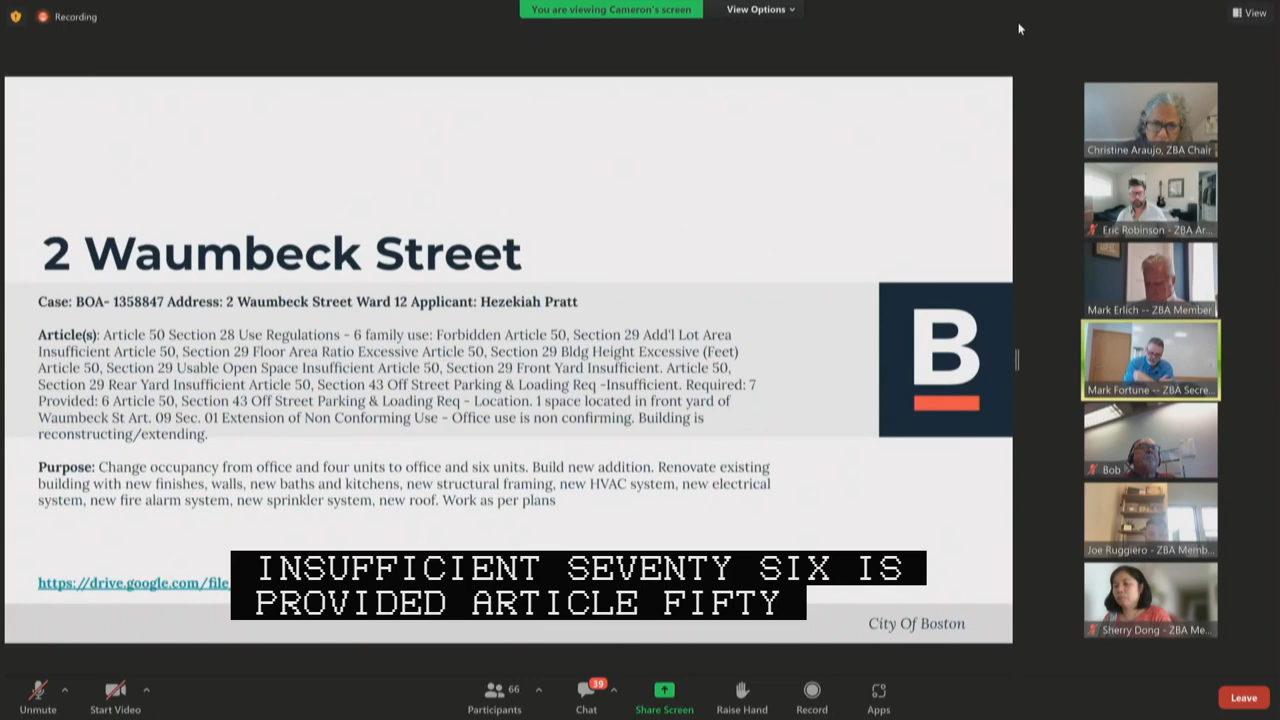 Recording
You are viewing Cameron's screen
View Options
View
2 Waumbeck Street
Case: BOA- 1358847 Address: 2 Waumbeck Street Ward 12 Applicant: Hezekiah Pratt
Article(s): Article 50 Section 28 Use Regulations - 6 family use: Forbidden Article 50, Section 29 Add'l Lot Area
Insufficient Article 50, Section 29 Floor Area Ratio Excessive Article 50, Section 29 Bldg Height Excessive (Feet)
Article 50, Section 29 Usable Open Space Insufficient Article 50, Section 29 Front Yard Insufficient. Article 50,
Section 29 Rear Yard Insufficient Article 50, Section 43 Off Street Parking & Loading Req -Insufficient. Required: 7
Provided: 6 Article 50, Section 43 Off Street Parking & Loading Req - Location. 1 space located in front yard of
Waumbeck St Art. 09 Sec. 01 Extension of Non Conforming Use - Office use is non confirming. Building is
reconstructing/extending.
Purpose: Change occupancy from office and four units to office and six units. Build new addition. Renovate existing
building with new finishes, walls, new baths and kitchens, new structural framing, new HVAC system, new electrical
system, new fire alarm system, new sprinkler system, new roof. Work as per plans
https://drive.google.com/file
B
City Of Boston
INSUFFICIENT SEVENTY SIX IS
PROVIDED ARTICLE FIFTY
Christine Araujo, ZBA Chair
Eric Robinson - ZBA Ar...
Mark Erlich -- ZBA Member
Mark Fortune -- ZBA Secre...
Bob
Joe Ruggiero - ZBA Memb...
Sherry Dong - ZBA Me...
Unmute
Start Video
66
Participants
39
Chat
Share Screen
Raise Hand
Record
Apps
Leave